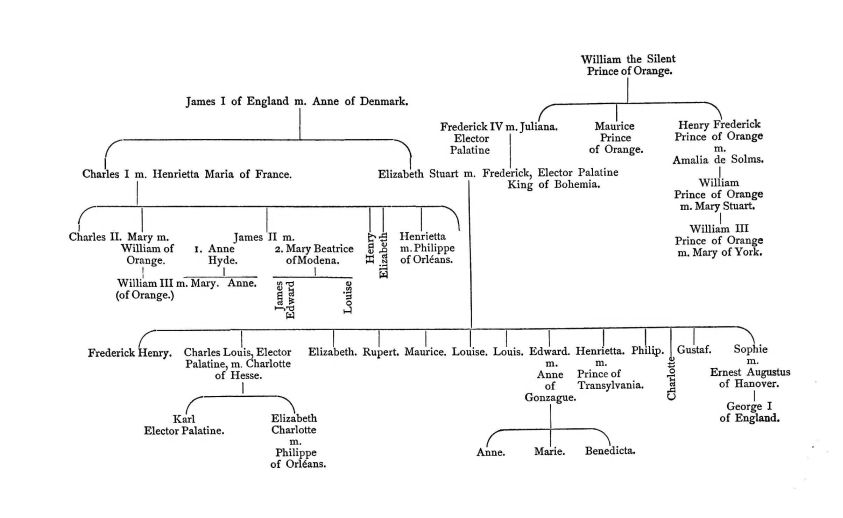 William the Silent
Prince of Orange.
James I of England m. Anne of Denmark.
Frederick IV m. Juliana.
Elector
Palatine
Maurice
Prince
of Orange.
Henry Frederick
Prince of Orange
m.
Amalia de Solms.
Charles I m. Henrietta Maria of France.
Elizabeth Stuart m. Frederick, Elector Palatine
King of Bohemia.
William
Prince of Orange
m. Mary Stuart.
William III
Prince of Orange
m. Mary of York.
Charles II.
Mary m.
William of
Orange.
James II m.
1. Anne
Hyde.
2. Mary Beatrice
of Modena.
Henry
Elizabeth
Henrietta
m. Philippe
of Orléans.
William III m. Mary. Anne.
(of Orange.)
James
Edward
Louise
Frederick Henry.
Charles Louis, Elector
Palatine, m. Charlotte
of Hesse.
Elizabeth.
Rupert.
Maurice.
Louise.
Louis.
Edward.
m.
Anne
of
Gonzague.
Henrietta.
m.
Prince of
Transylvania.
Philip.
Charlotte
Gustaf.
Sophie
m.
Ernest Augustus
of Hanover.
George I
of England.
Karl
Elector Palatine.
Elizabeth
Charlotte
m.
Philippe
of Orléans.
Anne.
Marie.
Benedicta.